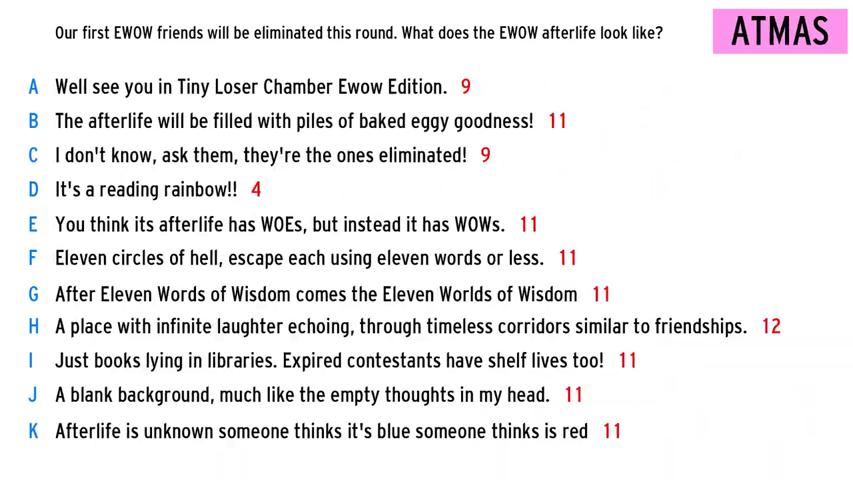 Our first EWOW friends will be eliminated this round. What does the EWOW afterlife look like?
ATMAS
A Well see you in Tiny Loser Chamber Ewow Edition. 9
B The afterlife will be filled with piles of baked eggy goodness! 11
C I don't know, ask them, they're the ones eliminated! 9
D It's a reading rainbow!! 4
E You think its afterlife has WOEs, but instead it has WOWs. 11
F Eleven circles of hell, escape each using eleven words or less. 11
G After Eleven Words of Wisdom comes the Eleven Worlds of Wisdom 11
H A place with infinite laughter echoing, through timeless corridors similar to friendships. 12
I Just books lying in libraries. Expired contestants have shelf lives too! 11
J A blank background, much like the empty thoughts in my head. 11
K Afterlife is unknown someone thinks it's blue someone thinks is red 11